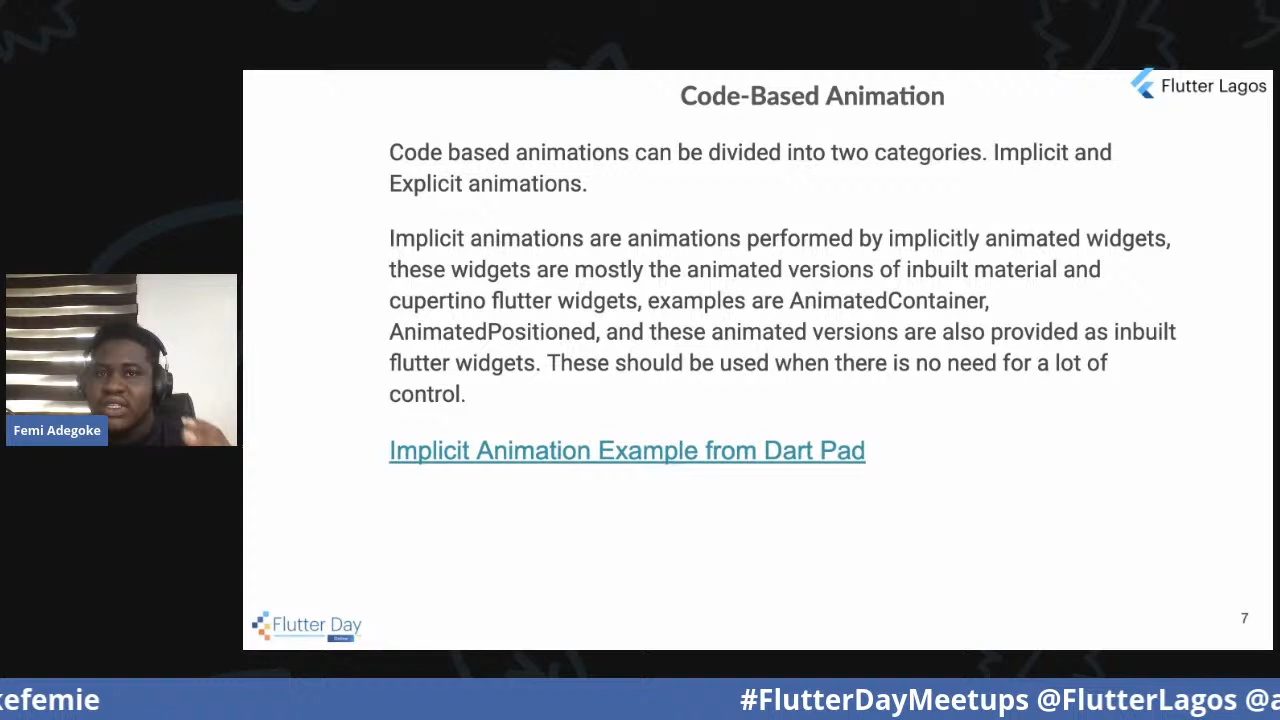 Code-Based Animation
Flutter Lagos
Code based animations can be divided into two categories. Implicit and
Explicit animations.
Implicit animations are animations performed by implicitly animated widgets,
these widgets are mostly the animated versions of inbuilt material and
cupertino flutter widgets, examples are AnimatedContainer,
AnimatedPositioned, and these animated versions are also provided as inbuilt
flutter widgets. These should be used when there is no need for a lot of
control.
Implicit Animation Example from Dart Pad
Femi Adegoke
Flutter Day
7
kefemie #FlutterDayMeetups @FlutterLagos @a